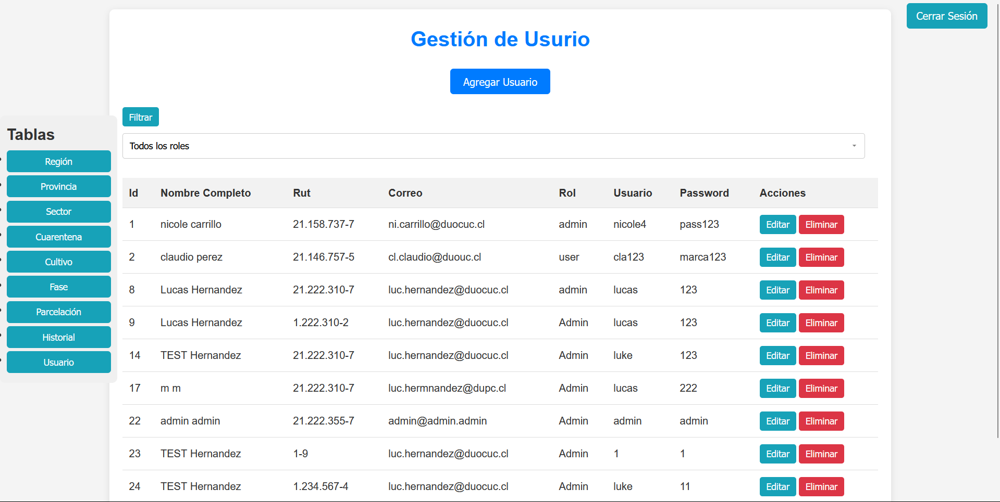 Cerrar Sesión
Gestión de Usurio
Agregar Usuario
Filtrar
Todos los roles
Tablas
Región
Provincia
Sector
Cuarentena
Cultivo
Fase
Parcelación
Historial
Usuario
Id Nombre Completo Rut Correo Rol Usuario Password Acciones
1 nicole carrillo 21.158.737-7 ni.carrillo@duocuc.cl admin nicole4 pass123 Editar Eliminar
2 claudio perez 21.146.757-5 cl.claudio@duouc.cl user cla123 marca123 Editar Eliminar
8 Lucas Hernandez 21.222.310-7 luc.hernandez@duocuc.cl admin lucas 123 Editar Eliminar
9 Lucas Hernandez 1.222.310-2 luc.hernandez@duocuc.cl Admin lucas 123 Editar Eliminar
14 TEST Hernandez 21.222.310-7 luc.hernandez@duocuc.cl Admin luke 123 Editar Eliminar
17 m m 21.222.310-7 luc.hermnandez@dupc.cl Admin lucas 222 Editar Eliminar
22 admin admin 21.222.355-7 admin@admin.admin Admin admin admin Editar Eliminar
23 TEST Hernandez 1-9 luc.hernandez@duocuc.cl Admin 1 1 Editar Eliminar
24 TEST Hernandez 1.234.567-4 luc.hernandez@duocuc.cl Admin luke 11 Editar Eliminar